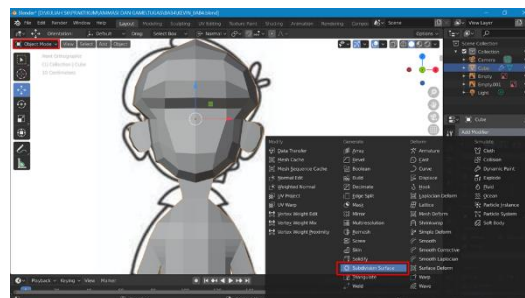 File Edit Render Window Help Layout Modeling Sculpting UV Editing Texture Paint Shading Animation Rendering Scene View Layer
Orientation: Default Drag: Select Box Normal Options
Object Mode View Select Add Object
Scene Collection
Collection
Camera
Cube
Empty
Empty.001
Light
Cube
Add Modifier
Modify Generate Deform
Data Transfer Array Armature Cloth
Mesh Cache Bevel Cast Collision
Mesh Sequence Cache Boolean Curve Dynamic Paint
Normal Edit Build Displace Explode
Weighted Normal Decimate Hook Fluid
UV Project Edge Split Laplacian Deform Ocean
UV Warp Mask Lattice Particle Instance
Vertex Weight Edit Mirror Mesh Deform Particle System
Vertex Weight Mix Multiresolution Shrinkwrap Soft Body
Vertex Weight Proximity Remesh Simple Deform
Screw Smooth
Skin Smooth Corrective
Solidify Smooth Laplacian
Subdivision Surface Surface Deform
Triangulate Warp
Weld Wave
Playback Keying View Marker